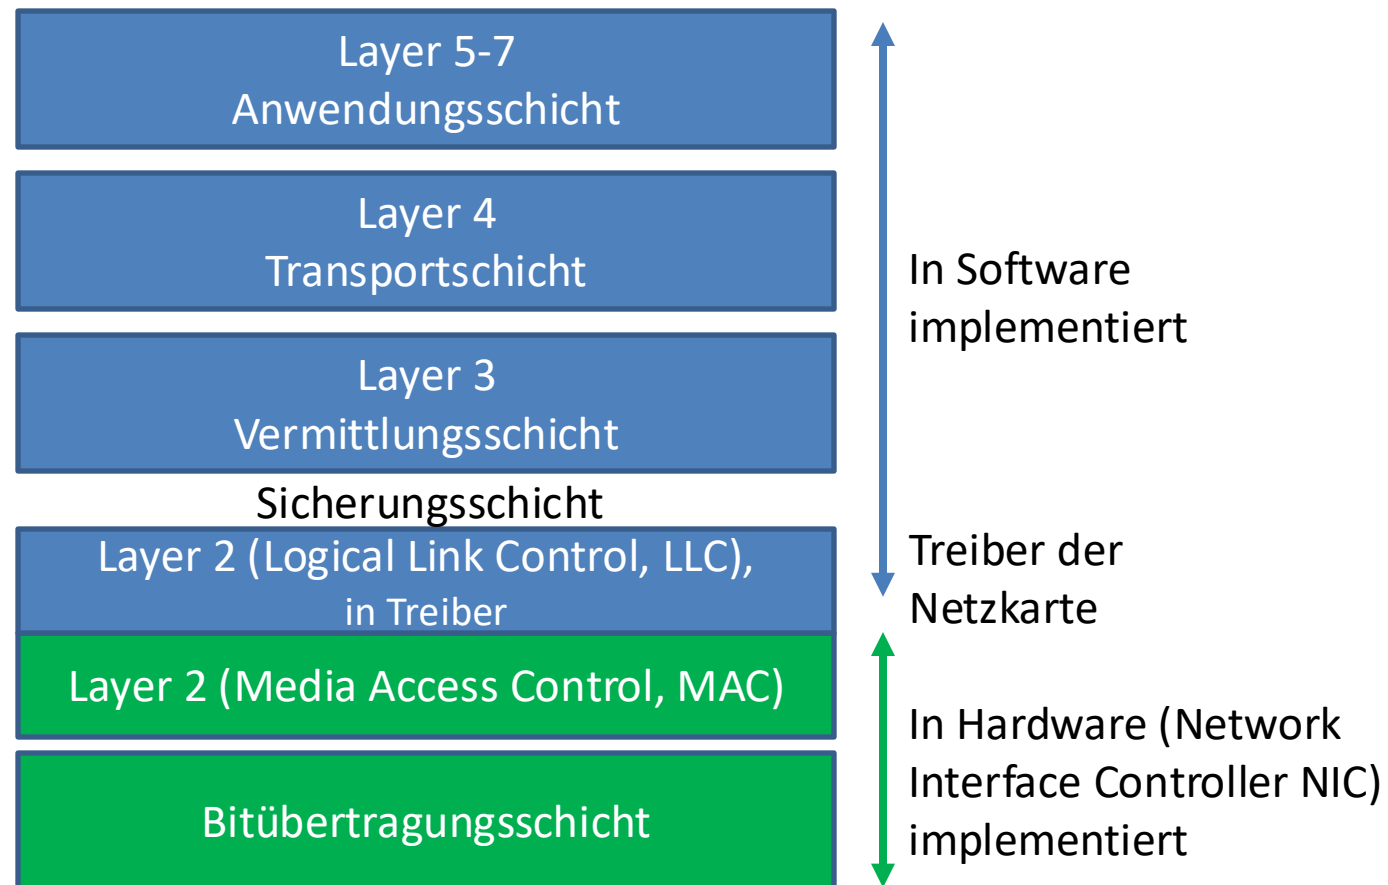 Layer 5-7
Anwendungsschicht
Layer 4
Transportschicht
In Software
implementiert
Layer 3
Vermittlungsschicht
Sicherungsschicht
Layer 2 (Logical Link Control, LLC),
in Treiber
Treiber der
Netzkarte
Layer 2 (Media Access Control, MAC)
In Hardware (Network
Interface Controller NIC)
implementiert
Bitübertragungsschicht